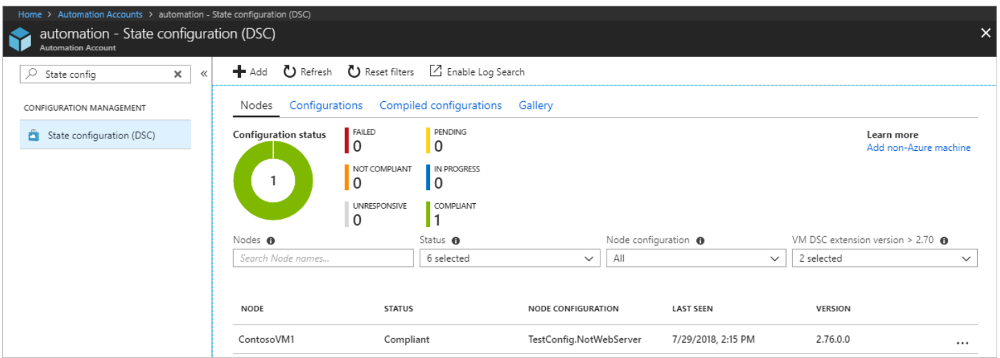 Home > Automation Accounts > automation - State configuration (DSC)
automation - State configuration (DSC)
Automation Account
State config
Add Refresh Reset filters Enable Log Search
CONFIGURATION MANAGEMENT
State configuration (DSC)
Nodes Configurations Compiled configurations Gallery
Configuration status
1
FAILED
0
PENDING
0
NOT COMPLIANT
0
IN PROGRESS
0
UNRESPONSIVE
0
COMPLIANT
1
Learn more
Add non-Azure machine
Nodes Status Node configuration VM DSC extension version > 2.70
Search Node names... 6 selected All 2 selected
NODE STATUS NODE CONFIGURATION LAST SEEN VERSION
ContosoVM1 Compliant TestConfig.NotWebServer 7/29/2018, 2:15 PM 2.76.0.0 ...